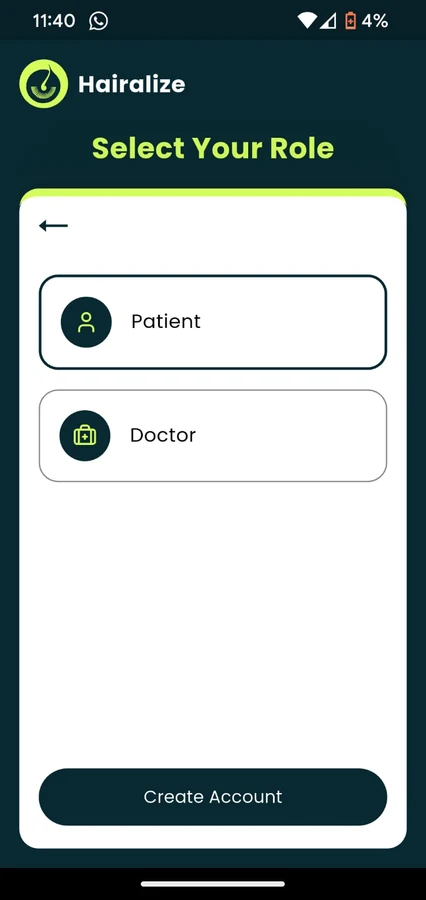 11:40 4%
Hairalize
Select Your Role
Patient
Doctor
Create Account